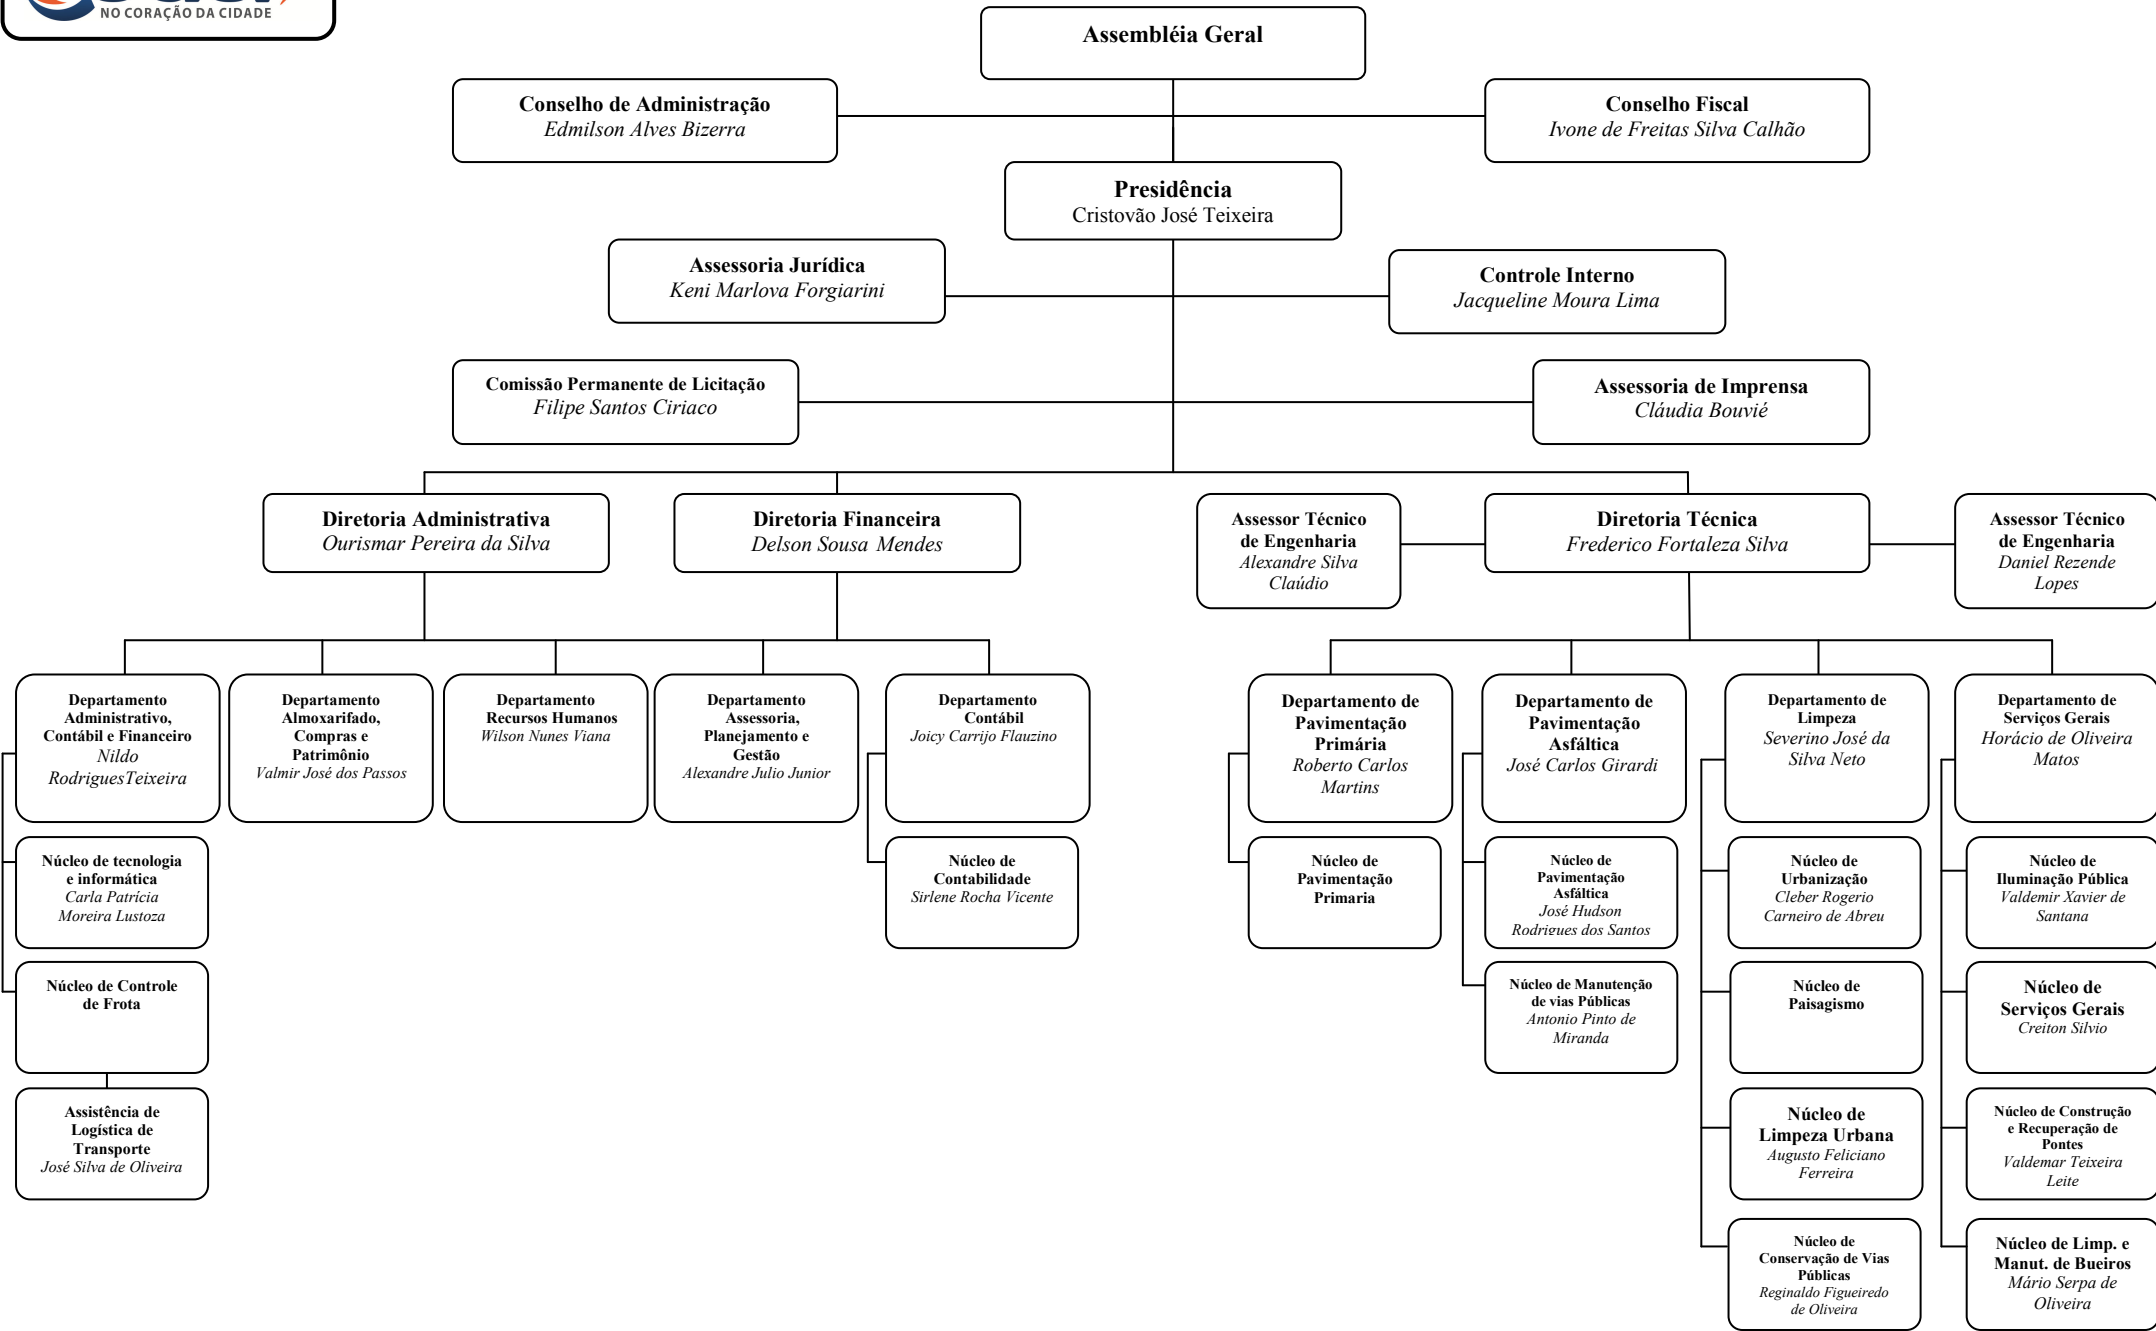 NO CORAÇÃO DA CIDADE
Assembléia Geral
Conselho de Administração
Edmilson Alves Bizerra
Conselho Fiscal
Ivone de Freitas Silva Calhão
Presidência
Cristovão José Teixeira
Assessoria Jurídica
Keni Marlova Forgiarini
Controle Interno
Jacqueline Moura Lima
Comissão Permanente de Licitação
Filipe Santos Ciriaco
Assessoria de Imprensa
Cláudia Bouvié
Diretoria Administrativa
Ourismar Pereira da Silva
Diretoria Financeira
Delson Sousa Mendes
Assessor Técnico
de Engenharia
Alexandre Silva
Claúdio
Diretoria Técnica
Frederico Fortaleza Silva
Assessor Técnico
de Engenharia
Daniel Rezende
Lopes
Departamento
Administrativo,
Contábil e Financeiro
Nildo
RodriguesTeixeira
Departamento
Almoxarifado,
Compras e
Patrimônio
Valmir José dos Passos
Departamento
Recursos Humanos
Wilson Nunes Viana
Departamento
Assessoria,
Planejamento e
Gestão
Alexandre Julio Junior
Departamento
Contábil
Joicy Carrijo Flauzino
Departamento de
Pavimentação
Primária
Roberto Carlos
Martins
Departamento de
Pavimentação
Asfáltica
José Carlos Girardi
Departamento de
Limpeza
Severino José da
Silva Neto
Departamento de
Serviços Gerais
Horácio de Oliveira
Matos
Núcleo de tecnologia
e informática
Carla Patrícia
Moreira Lustoza
Núcleo de
Contabilidade
Sirlene Rocha Vicente
Núcleo de
Pavimentação
Primaria
Núcleo de
Pavimentação
Asfáltica
José Hudson
Rodrigues dos Santos
Núcleo de
Urbanização
Cleber Rogerio
Carneiro de Abreu
Núcleo de
Iluminação Pública
Valdemir Xavier de
Santana
Núcleo de Controle
de Frota
Núcleo de Manutenção
de vias Públicas
Antonio Pinto de
Miranda
Núcleo de
Paisagismo
Núcleo de
Serviços Gerais
Creiton Silvio
Assistência de
Logística de
Transporte
José Silva de Oliveira
Núcleo de
Limpeza Urbana
Augusto Feliciano
Ferreira
Núcleo de Construção
e Recuperação de
Pontes
Valdemar Teixeira
Leite
Núcleo de
Conservação de Vias
Públicas
Reginaldo Figueiredo
de Oliveira
Núcleo de Limp. e
Manut. de Bueiros
Mário Serpa de
Oliveira